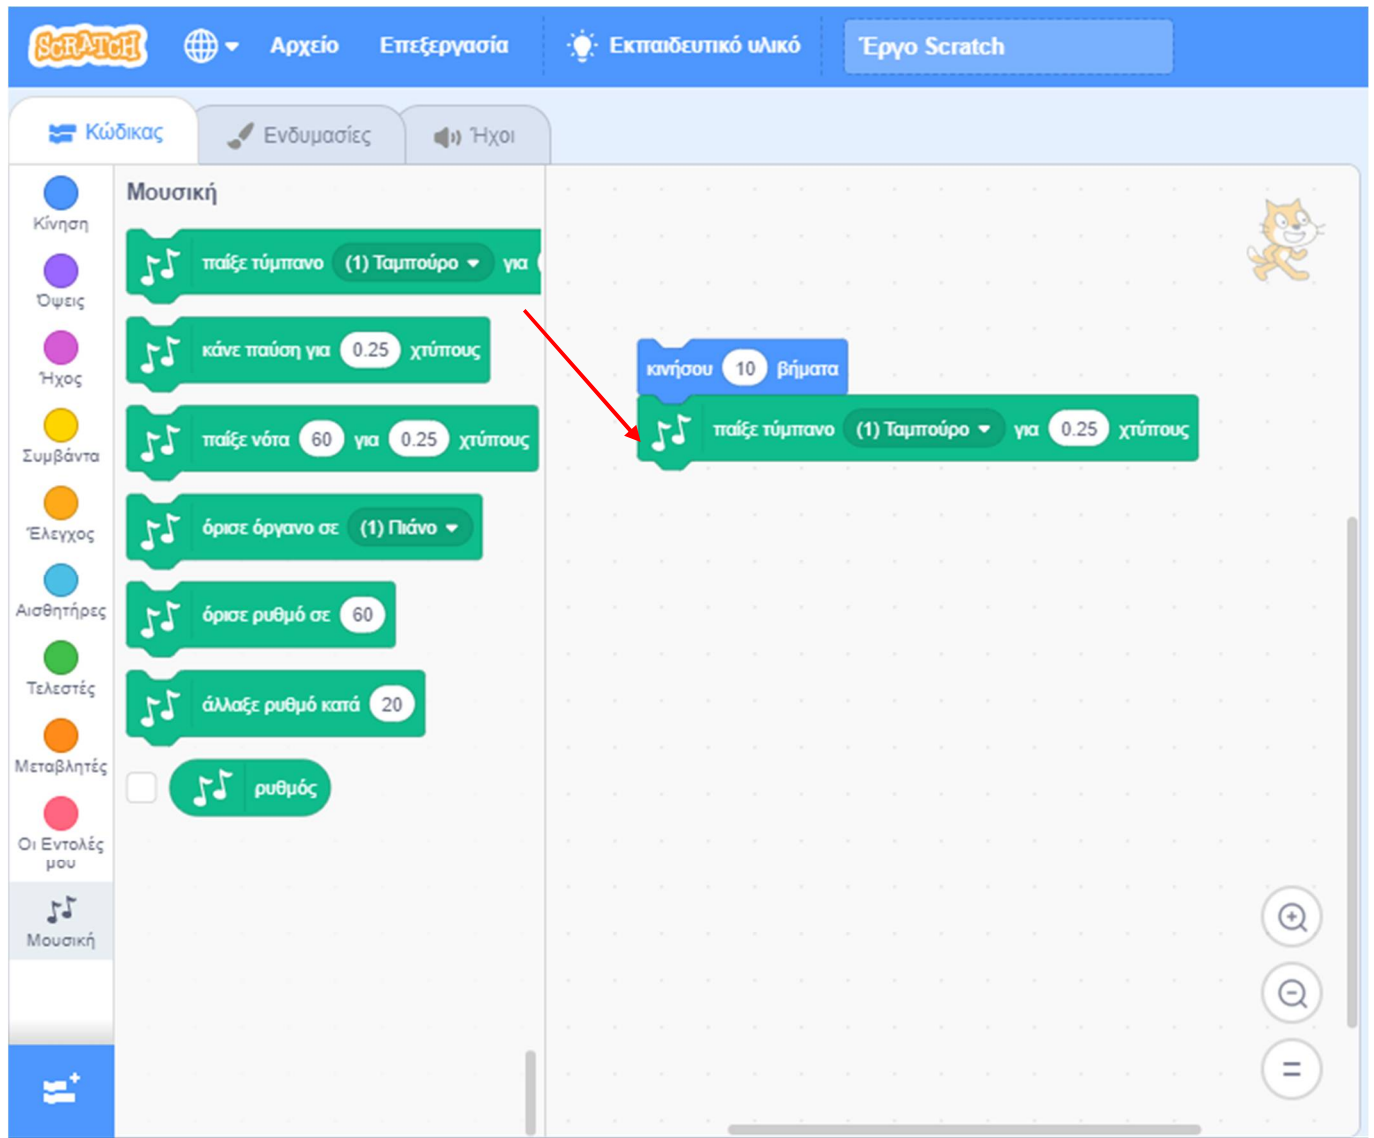 SCRATCH Αρχείο Επεξεργασία Εκπαιδευτικό υλικό Έργο Scratch
Κώδικας Ενδυμασίες Ήχοι
Κίνηση
Όψεις
Ήχος
Συμβάντα
Έλεγχος
Αισθητήρες
Τελεστές
Μεταβλητές
Οι Εντολές
μου
Μουσική
Μουσική
παίξε τύμπανο (1) Ταμπούρο για
κάνε παύση για 0.25 χτύπους
παίξε νότα 60 για 0.25 χτύπους
όρισε όργανο σε (1) Πιάνο
όρισε ρυθμό σε 60
άλλαξε ρυθμό κατά 20
ρυθμός
κινήσου 10 βήματα
παίξε τύμπανο (1) Ταμπούρο για 0.25 χτύπους